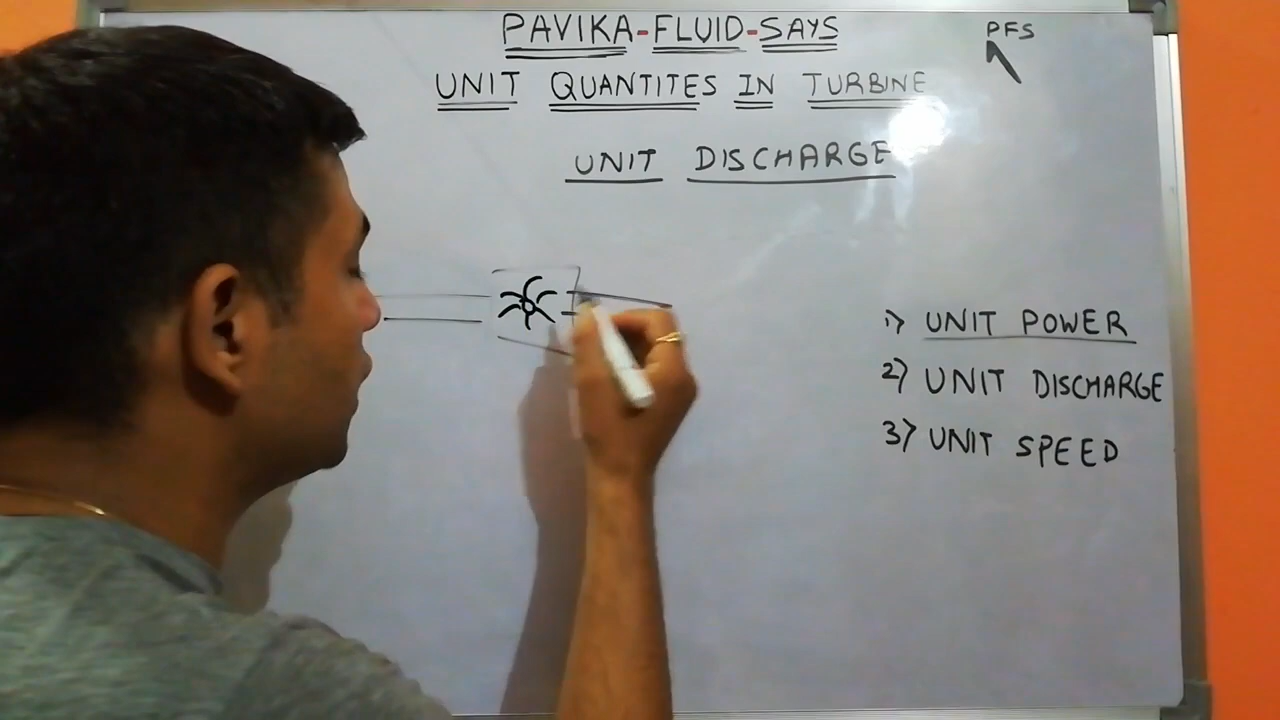 PAVIKA-FLUID-SAYS
PFS
UNIT QUANTITES IN TURBINE
UNIT DISCHARGE
1) UNIT POWER
2) UNIT DISCHARGE
3) UNIT SPEED